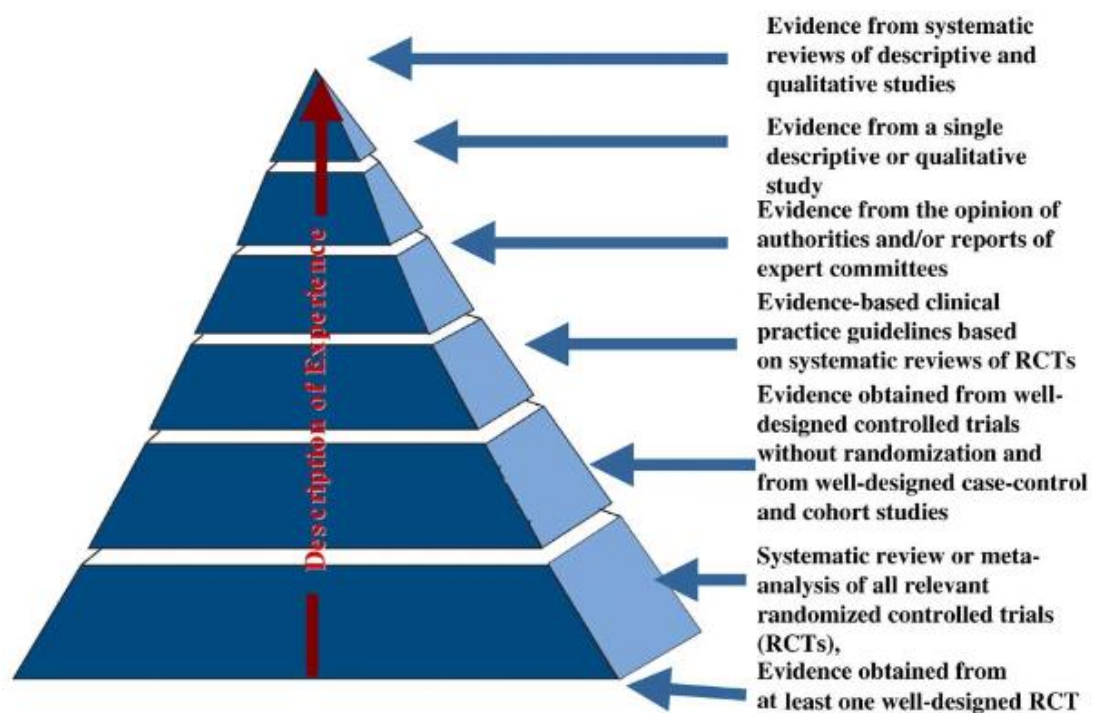 Evidence from systematic
reviews of descriptive and
qualitative studies
Evidence from a single
descriptive or qualitative
study
Evidence from the opinion of
authorities and/or reports of
expert committees
Evidence-based clinical
practice guidelines based
on systematic reviews of RCTs
Evidence obtained from well-
designed controlled trials
without randomization and
from well-designed case-control
and cohort studies
Systematic review or meta-
analysis of all relevant
randomized controlled trials
(RCTs),
Evidence obtained from
at least one well-designed RCT
Description of Experience